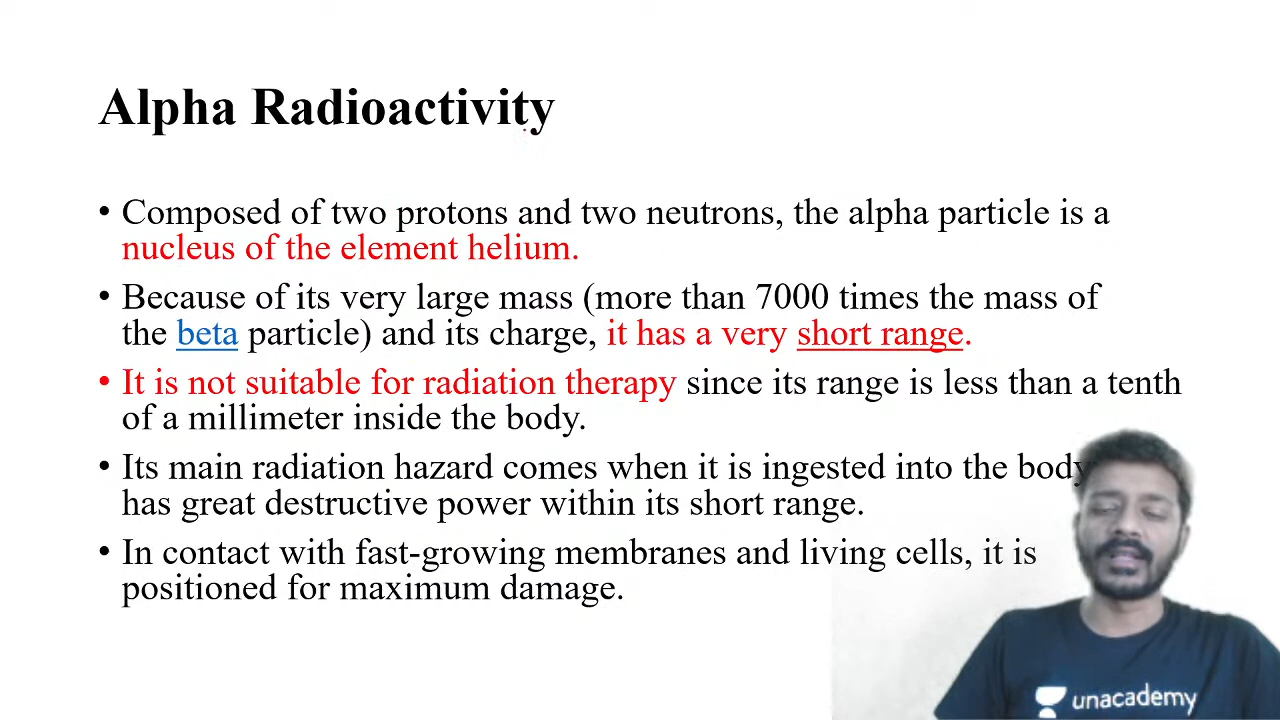 Alpha Radioactivity
• Composed of two protons and two neutrons, the alpha particle is a
nucleus of the element helium.
• Because of its very large mass (more than 7000 times the mass of
the beta particle) and its charge, it has a very short range.
• It is not suitable for radiation therapy since its range is less than a tenth
of a millimeter inside the body.
• Its main radiation hazard comes when it is ingested into the body
has great destructive power within its short range.
• In contact with fast-growing membranes and living cells, it is
positioned for maximum damage.
unacademy